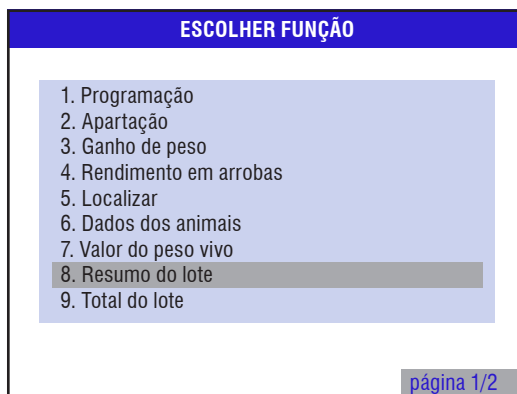 ESCOLHER FUNÇÃO
1. Programação
2. Apartação
3. Ganho de peso
4. Rendimento em arrobas
5. Localizar
6. Dados dos animais
7. Valor do peso vivo
8. Resumo do lote
9. Total do lote
página 1/2